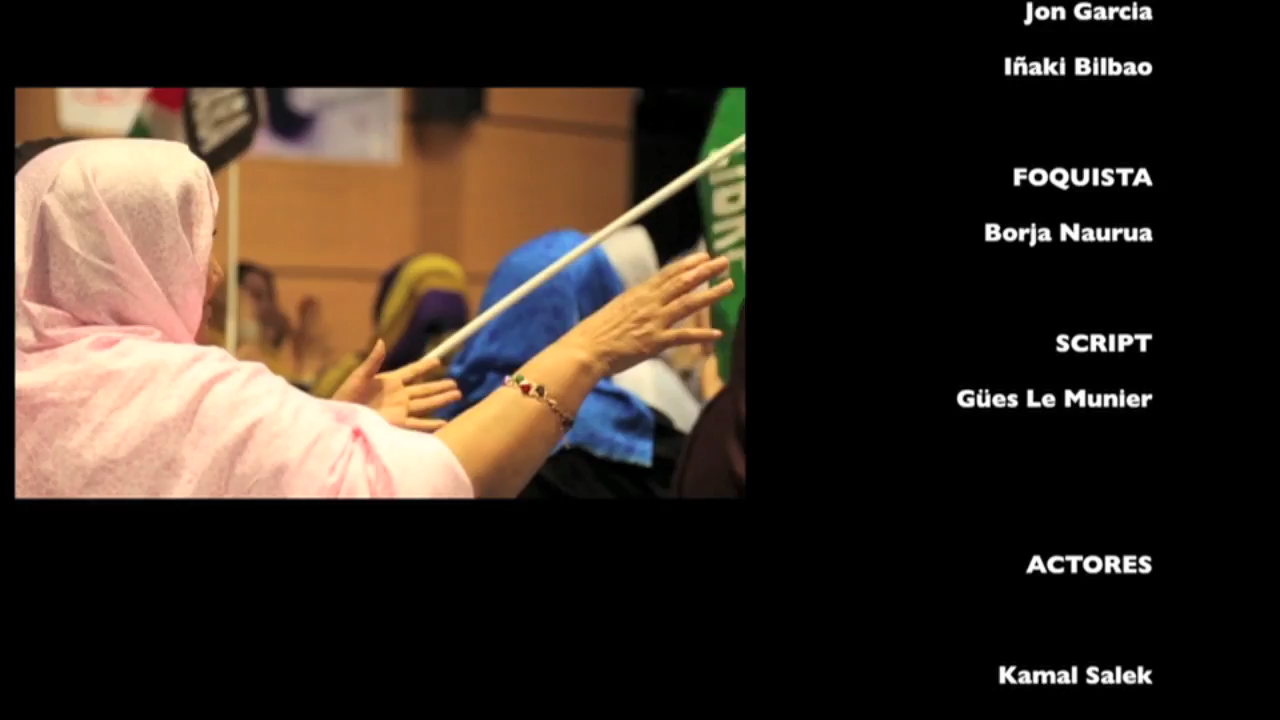 Jon Garcia
Iñaki Bilbao
FOQUISTA
Borja Naurua
SCRIPT
Gües Le Munier
ACTORES
Kamal Salek